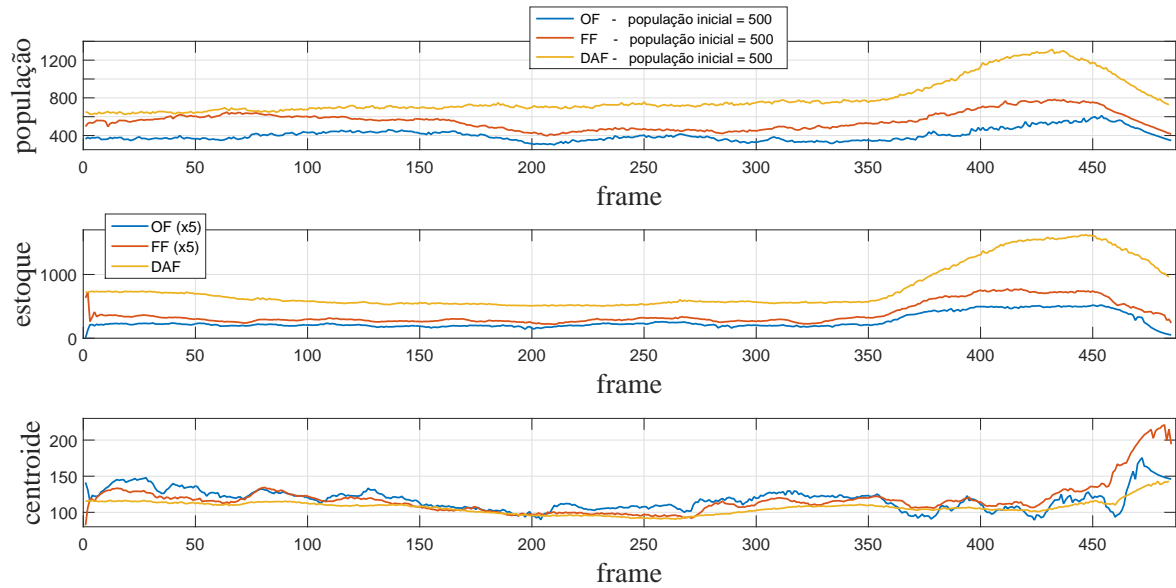 OF - população inicial = 500
FF - população inicial = 500
DAF - população inicial = 500
população
1200
800
400
0 50 100 150 200 250 300 350 400 450
frame
OF (x5)
FF (x5)
DAF
estoque
1000
0
0 50 100 150 200 250 300 350 400 450
frame
centroide
200
150
100
0 50 100 150 200 250 300 350 400 450
frame